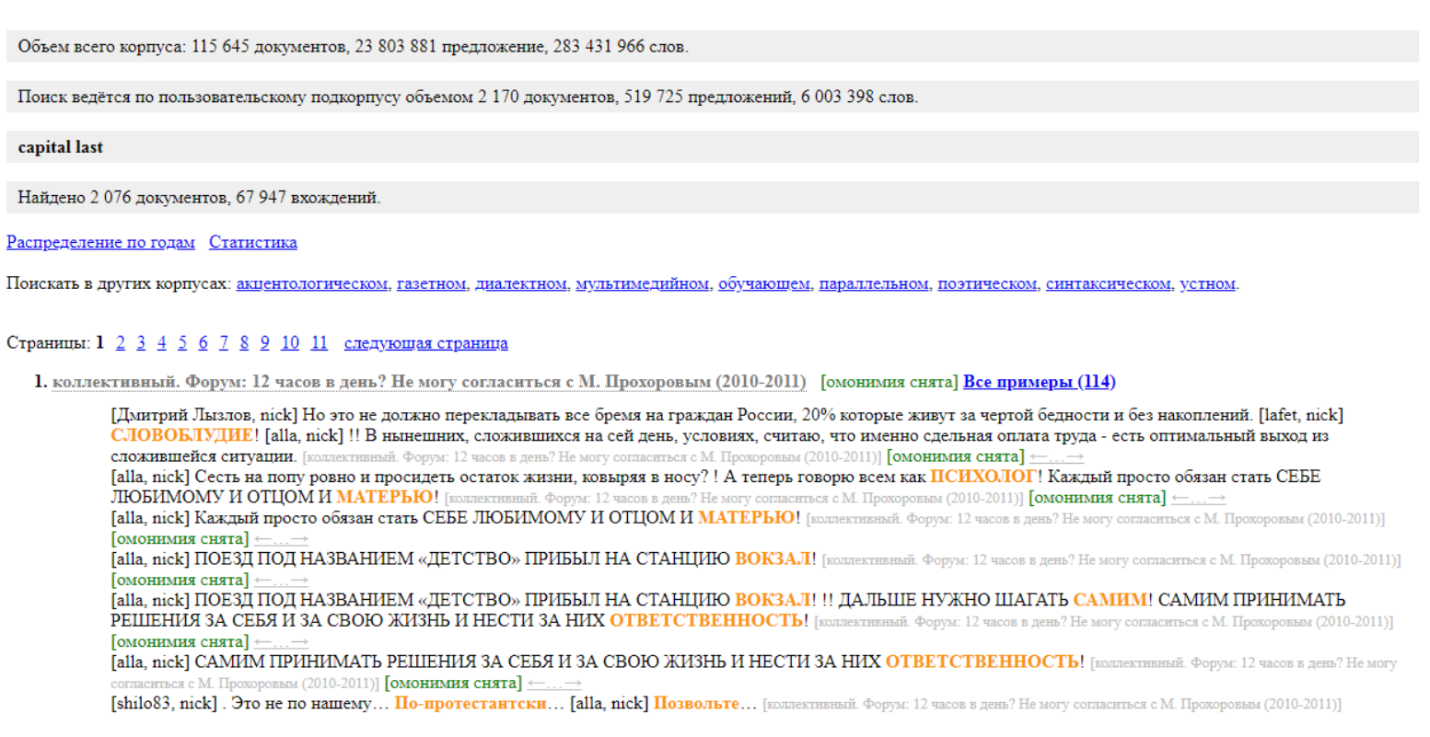 Объем всего корпуса: 115 645 документов, 23 803 881 предложение, 283 431 966 слов.
Поиск ведётся по пользовательскому подкорпусу объемом 2 170 документов, 519 725 предложений, 6 003 398 слов.
capital last
Найдено 2 076 документов, 67 947 вхождений.
Распределение по годам Статистика
Поискать в других корпусах: акцентологическом, газетном, диалектном, мультимедийном, обучающем, параллельном, поэтическом, синтаксическом, устном.
Страницы: 1 2 3 4 5 6 7 8 9 10 11 следующая страница
1. коллективный. Форум: 12 часов в день? Не могу согласиться с М. Прохоровым (2010-2011) [омонимия снята] Все примеры (114)
[Дмитрий Лызлов, nick] Но это не должно перекладывать все бремя на граждан России, 20% которые живут за чертой бедности и без накоплений. [lafet, nick]
СЛОВОБЛУДИЕ! [alla, nick] !! В нынешних, сложившихся на сей день, условиях, считаю, что именно сдельная оплата труда - есть оптимальный выход из
сложившейся ситуации. [коллективный. Форум: 12 часов в день? Не могу согласиться с М. Прохоровым (2010-2011)] [омонимия снята] ←…→
[alla, nick] Сесть на попу ровно и просидеть остаток жизни, ковыряя в носу? ! А теперь говорю всем как ПСИХОЛОГ! Каждый просто обязан стать СЕБЕ
ЛЮБИМОМУ И ОТЦОМ И МАТЕРЬЮ! [коллективный. Форум: 12 часов в день? Не могу согласиться с М. Прохоровым (2010-2011)] [омонимия снята] ←…→
[alla, nick] Каждый просто обязан стать СЕБЕ ЛЮБИМОМУ И ОТЦОМ И МАТЕРЬЮ! [коллективный. Форум: 12 часов в день? Не могу согласиться с М. Прохоровым (2010-2011)]
[омонимия снята] ←…→
[alla, nick] ПОЕЗД ПОД НАЗВАНИЕМ «ДЕТСТВО» ПРИБЫЛ НА СТАНЦИЮ ВОКЗАЛ! [коллективный. Форум: 12 часов в день? Не могу согласиться с М. Прохоровым (2010-2011)]
[омонимия снята] ←…→
[alla, nick] ПОЕЗД ПОД НАЗВАНИЕМ «ДЕТСТВО» ПРИБЫЛ НА СТАНЦИЮ ВОКЗАЛ! !! ДАЛЬШЕ НУЖНО ШАГАТЬ САМИМ! САМИМ ПРИНИМАТЬ
РЕШЕНИЯ ЗА СЕБЯ И ЗА СВОЮ ЖИЗНЬ И НЕСТИ ЗА НИХ ОТВЕТСТВЕННОСТЬ! [коллективный. Форум: 12 часов в день? Не могу согласиться с М. Прохоровым (2010-2011)]
[омонимия снята] ←…→
[alla, nick] САМИМ ПРИНИМАТЬ РЕШЕНИЯ ЗА СЕБЯ И ЗА СВОЮ ЖИЗНЬ И НЕСТИ ЗА НИХ ОТВЕТСТВЕННОСТЬ! [коллективный. Форум: 12 часов в день? Не могу
согласиться с М. Прохоровым (2010-2011)] [омонимия снята] ←…→
[shilo83, nick] . Это не по нашему… По-протестантски… [alla, nick] Позвольте… [коллективный. Форум: 12 часов в день? Не могу согласиться с М. Прохоровым (2010-2011)]